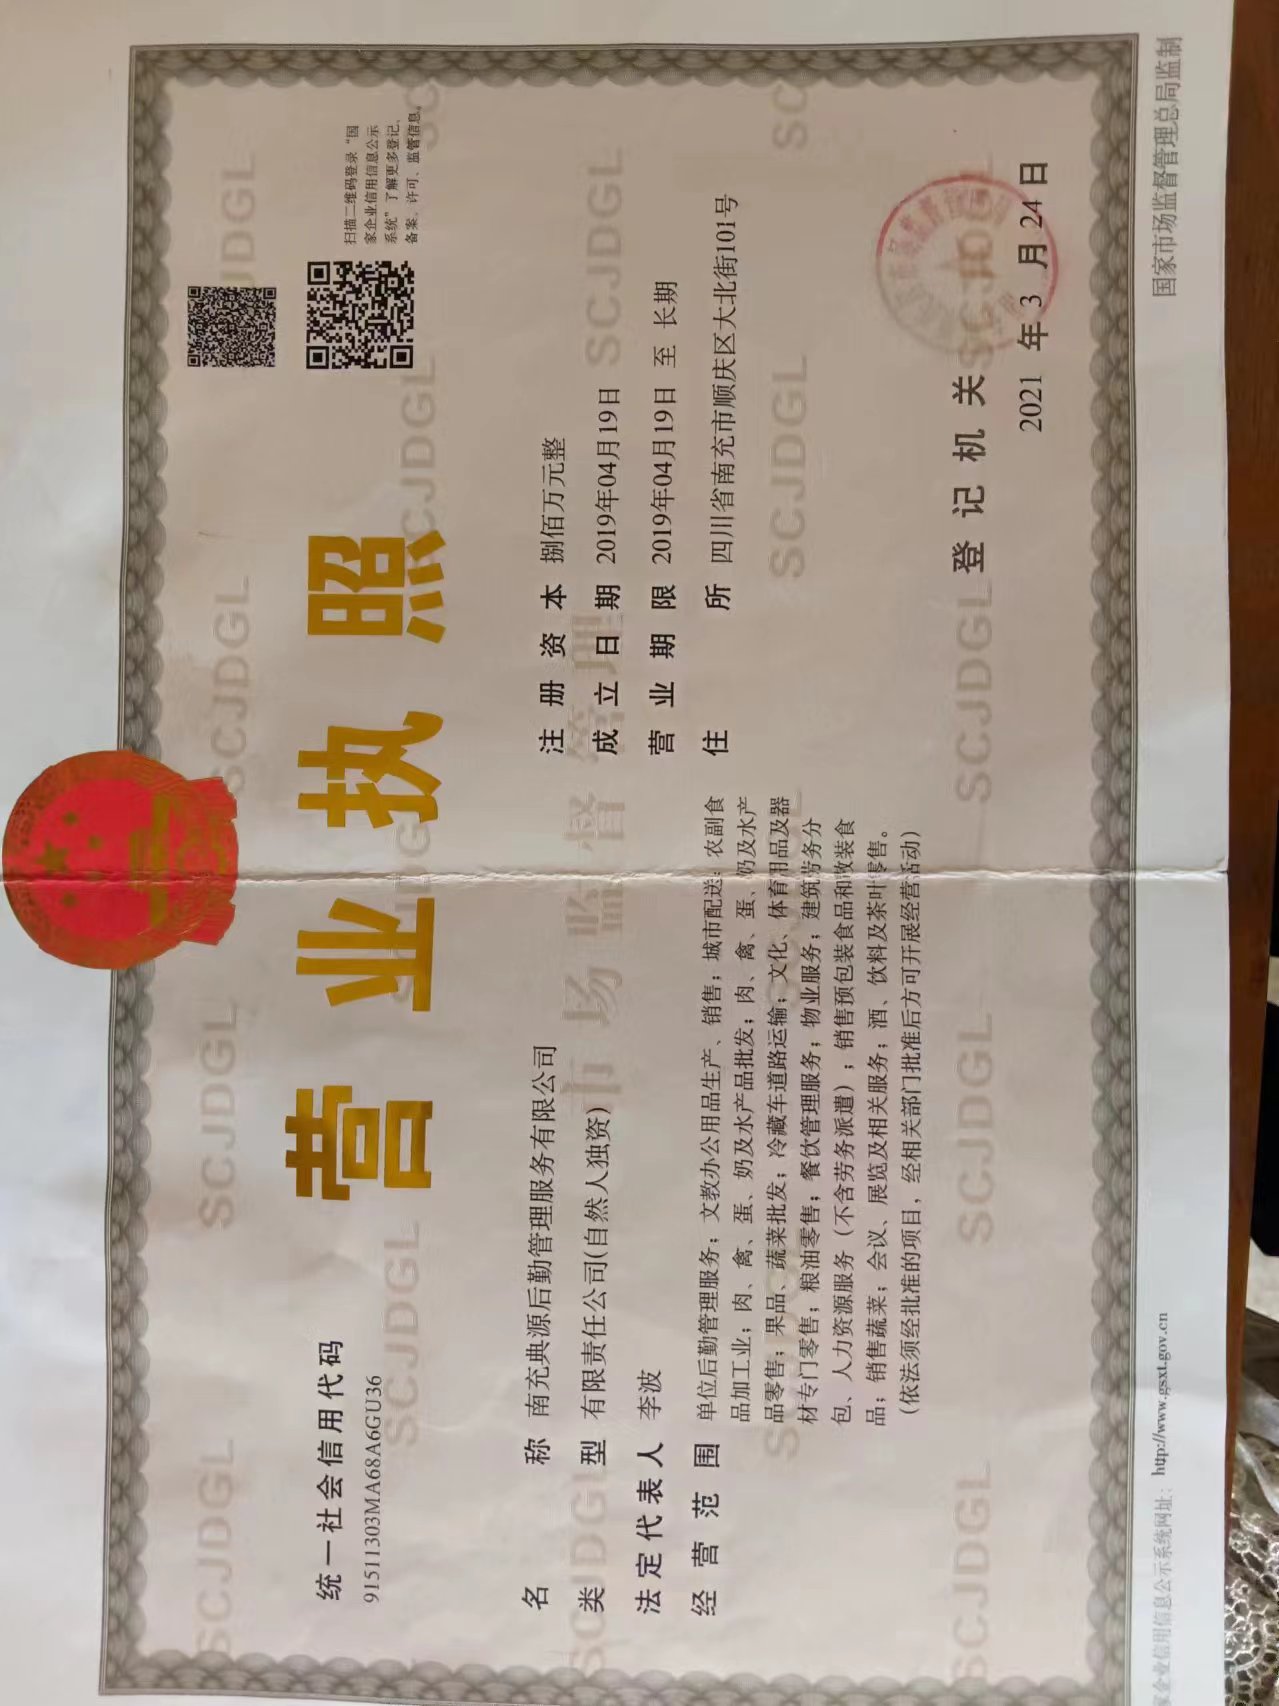 营业执照
统一社会信用代码
91511303MA68A6GU36
扫描二维码登录“国
家企业信用信息公示
系统”了解更多登记、
备案、许可、监管信息。
名称 南充典源后勤管理服务有限公司
类型 有限责任公司(自然人独资)
法定代表人 李波
经营范围 单位后勤管理服务；文教办公用品生产、销售；城市配送；农副食
品加工业；肉、禽、蛋、奶及水产品批发；肉、禽、蛋、奶及水产
品零售；果品、蔬菜批发；冷藏车道路运输；文化、体育用品及器
材专门零售；粮油零售；餐饮管理服务；物业服务；建筑劳务分
包、人力资源服务（不含劳务派遣）；销售预包装食品和散装食
品；销售蔬菜；会议、展览及相关服务；酒、饮料及茶叶零售。
（依法须经批准的项目，经相关部门批准后方可开展经营活动）
注册资本 捌佰万元整
成立日期 2019年04月19日
营业期限 2019年04月19日 至 长期
住所 四川省南充市顺庆区大北街101号
登记机关
2021 年 3 月 24 日
企业信用信息公示系统网址：http://www.gsxt.gov.cn
国家市场监督管理总局监制
市场监督管理
SCJDGL